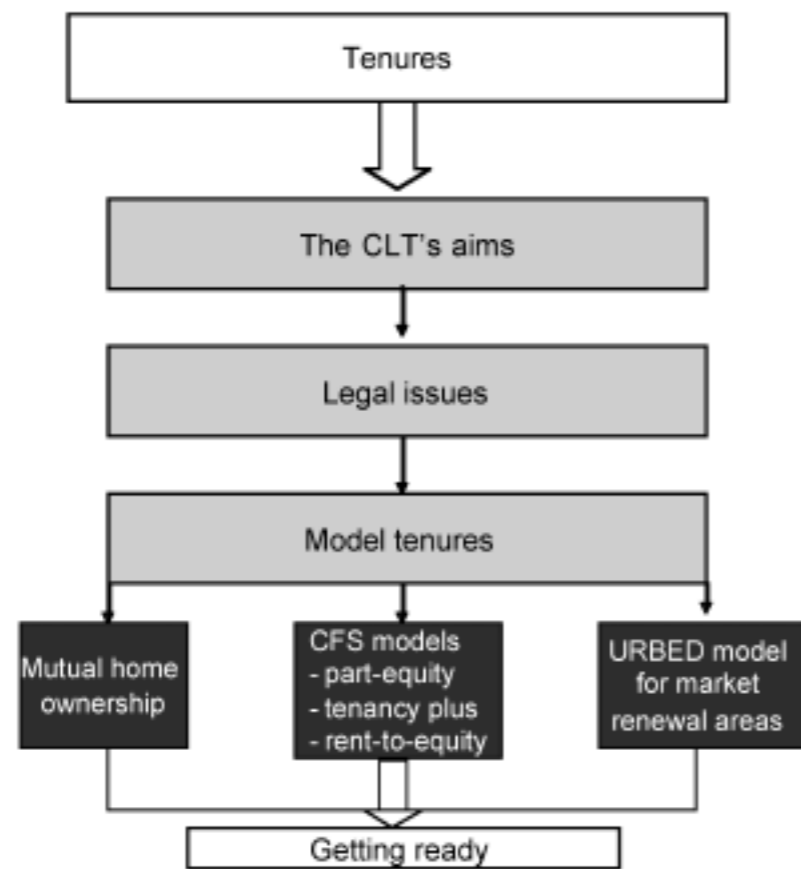 Tenures
The CLT's aims
Legal issues
Model tenures
Mutual home
ownership
CFS models
- part-equity
- tenancy plus
- rent-to-equity
URBED model
for market
renewal areas
Getting ready